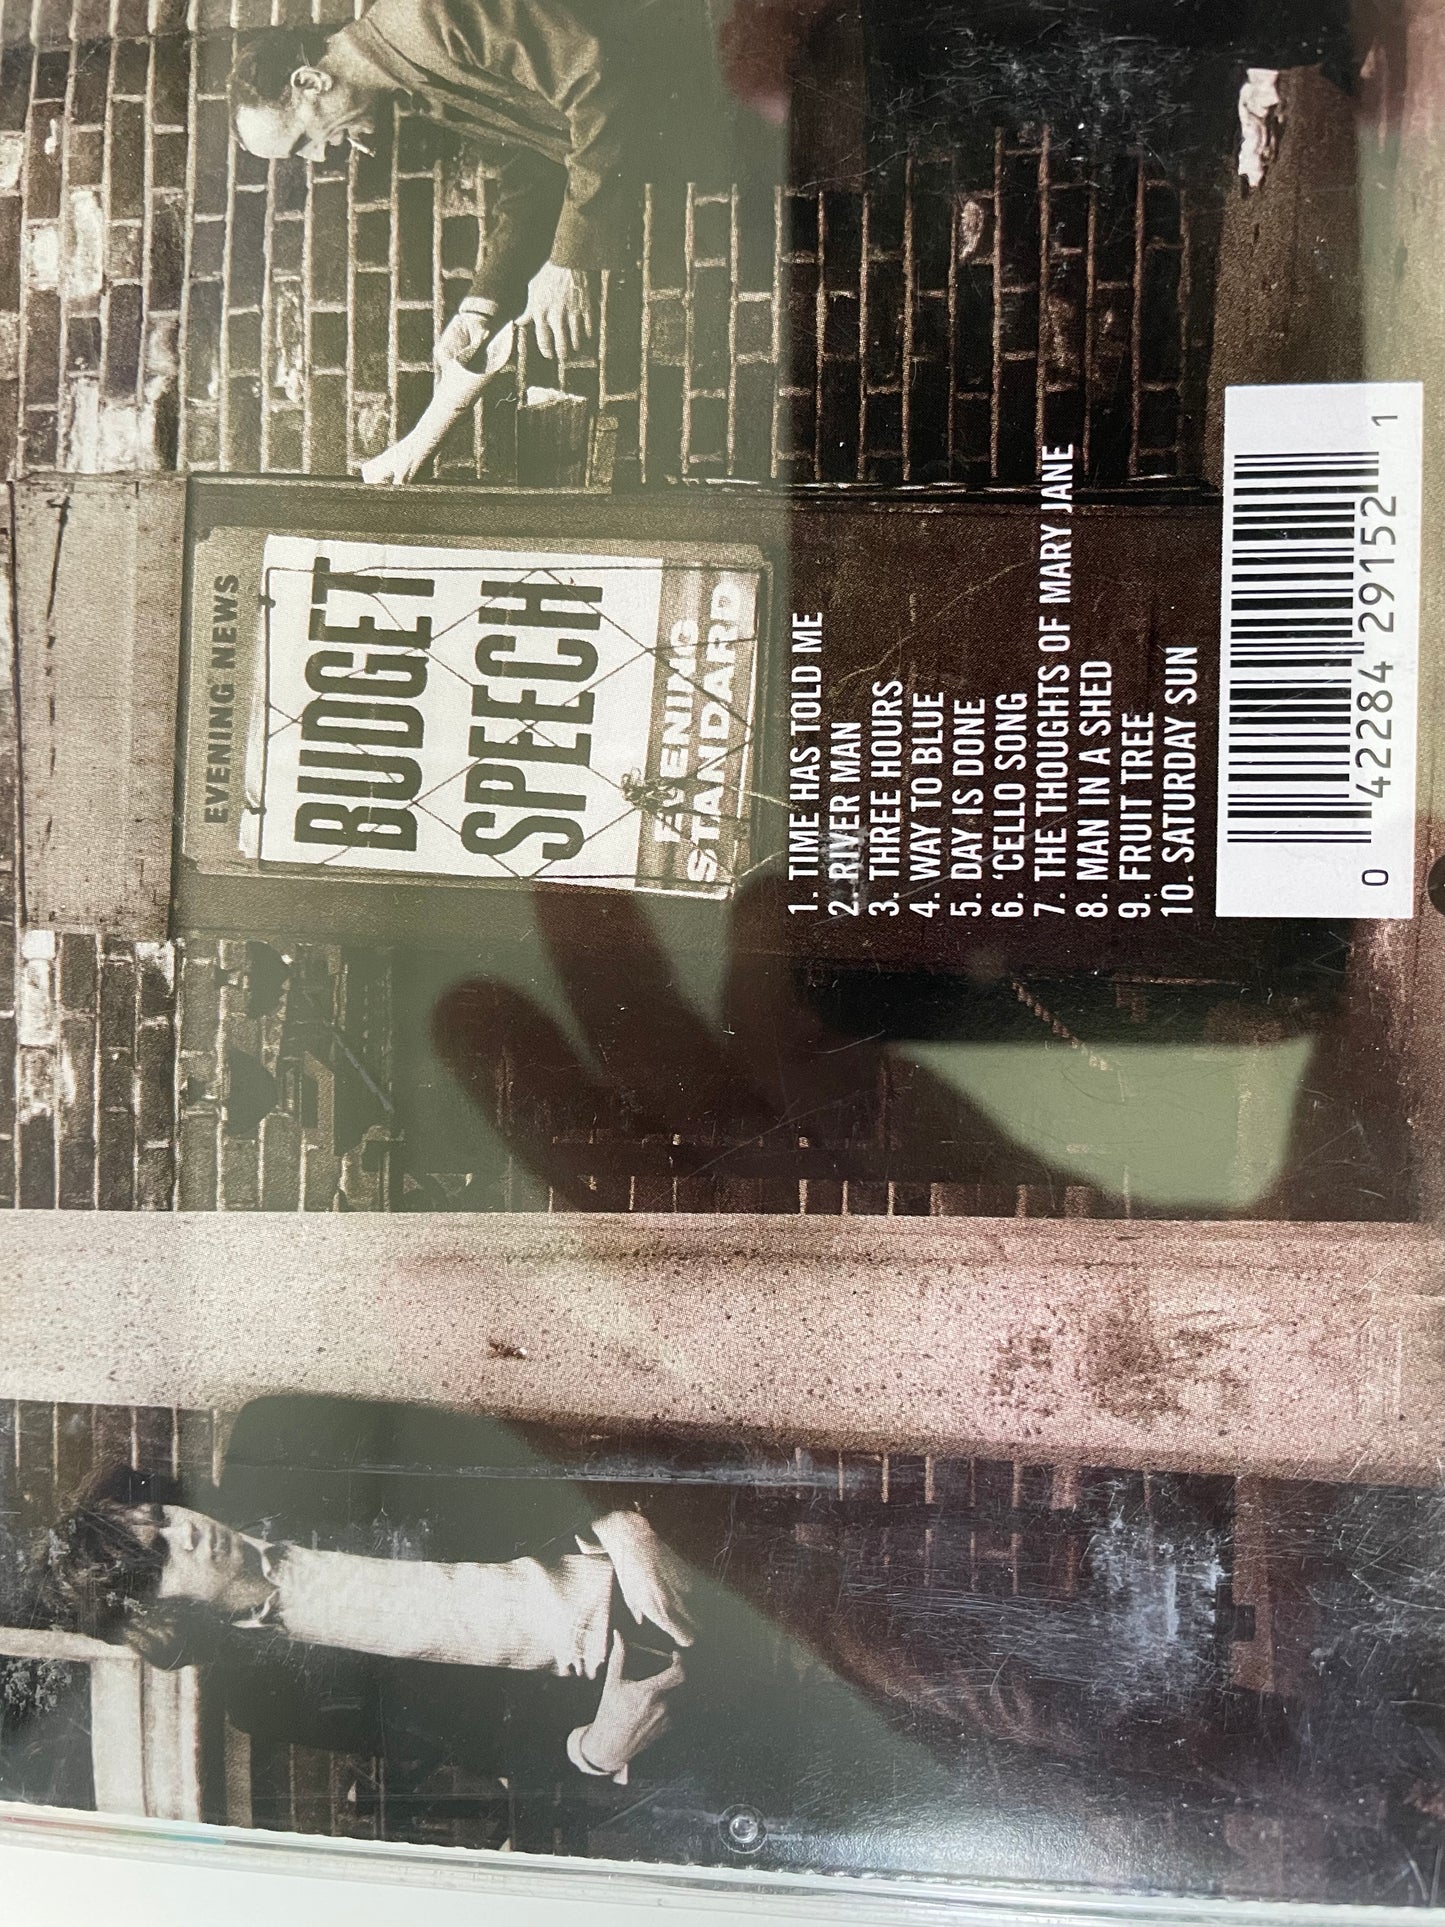 EVENING NEWS
BUDGET
SPEECH
EVENING
STANDARD
1. TIME HAS TOLD ME
2. RIVER MAN
3. THREE HOURS
4. WAY TO BLUE
5. DAY IS DONE
6. 'CELLO SONG
7. THE THOUGHTS OF MARY JANE
8. MAN IN A SHED
9. FRUIT TREE
10. SATURDAY SUN
0 42284 29152 1